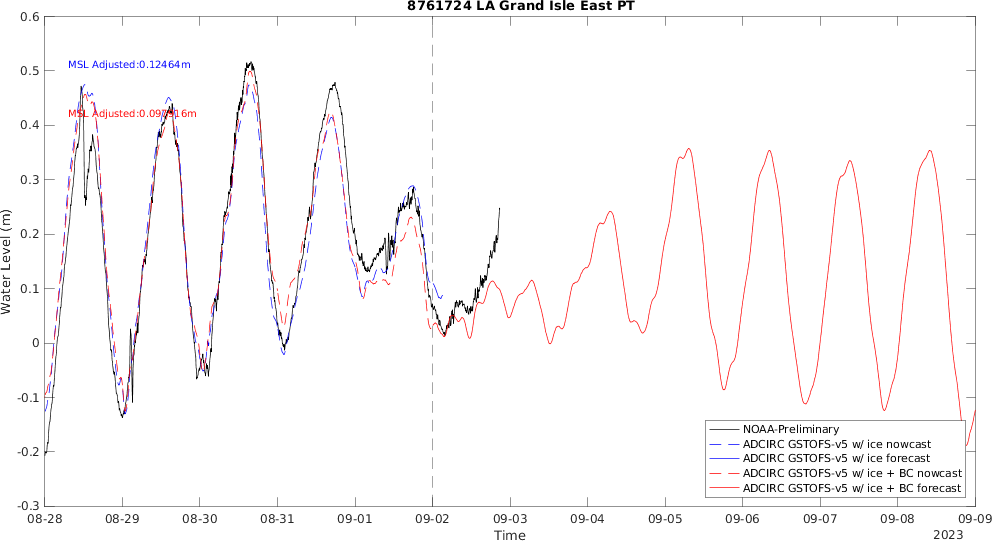 8761724 LA Grand Isle East PT
Water Level (m)
0.6
0.5
0.4
0.3
0.2
0.1
0
-0.1
-0.2
-0.3
MSL Adjusted:0.12464m
MSL
NOAA-Preliminary
ADCIRC GSTOFS-v5 w/ ice nowcast
ADCIRC GSTOFS-v5 w/ ice forecast
ADCIRC GSTOFS-v5 w/ ice + BC nowcast
ADCIRC GSTOFS-v5 w/ ice + BC forecast
08-28 08-29 08-30 08-31 09-01 09-02 09-03 09-04 09-05 09-06 09-07 09-08 09-09
Time
2023